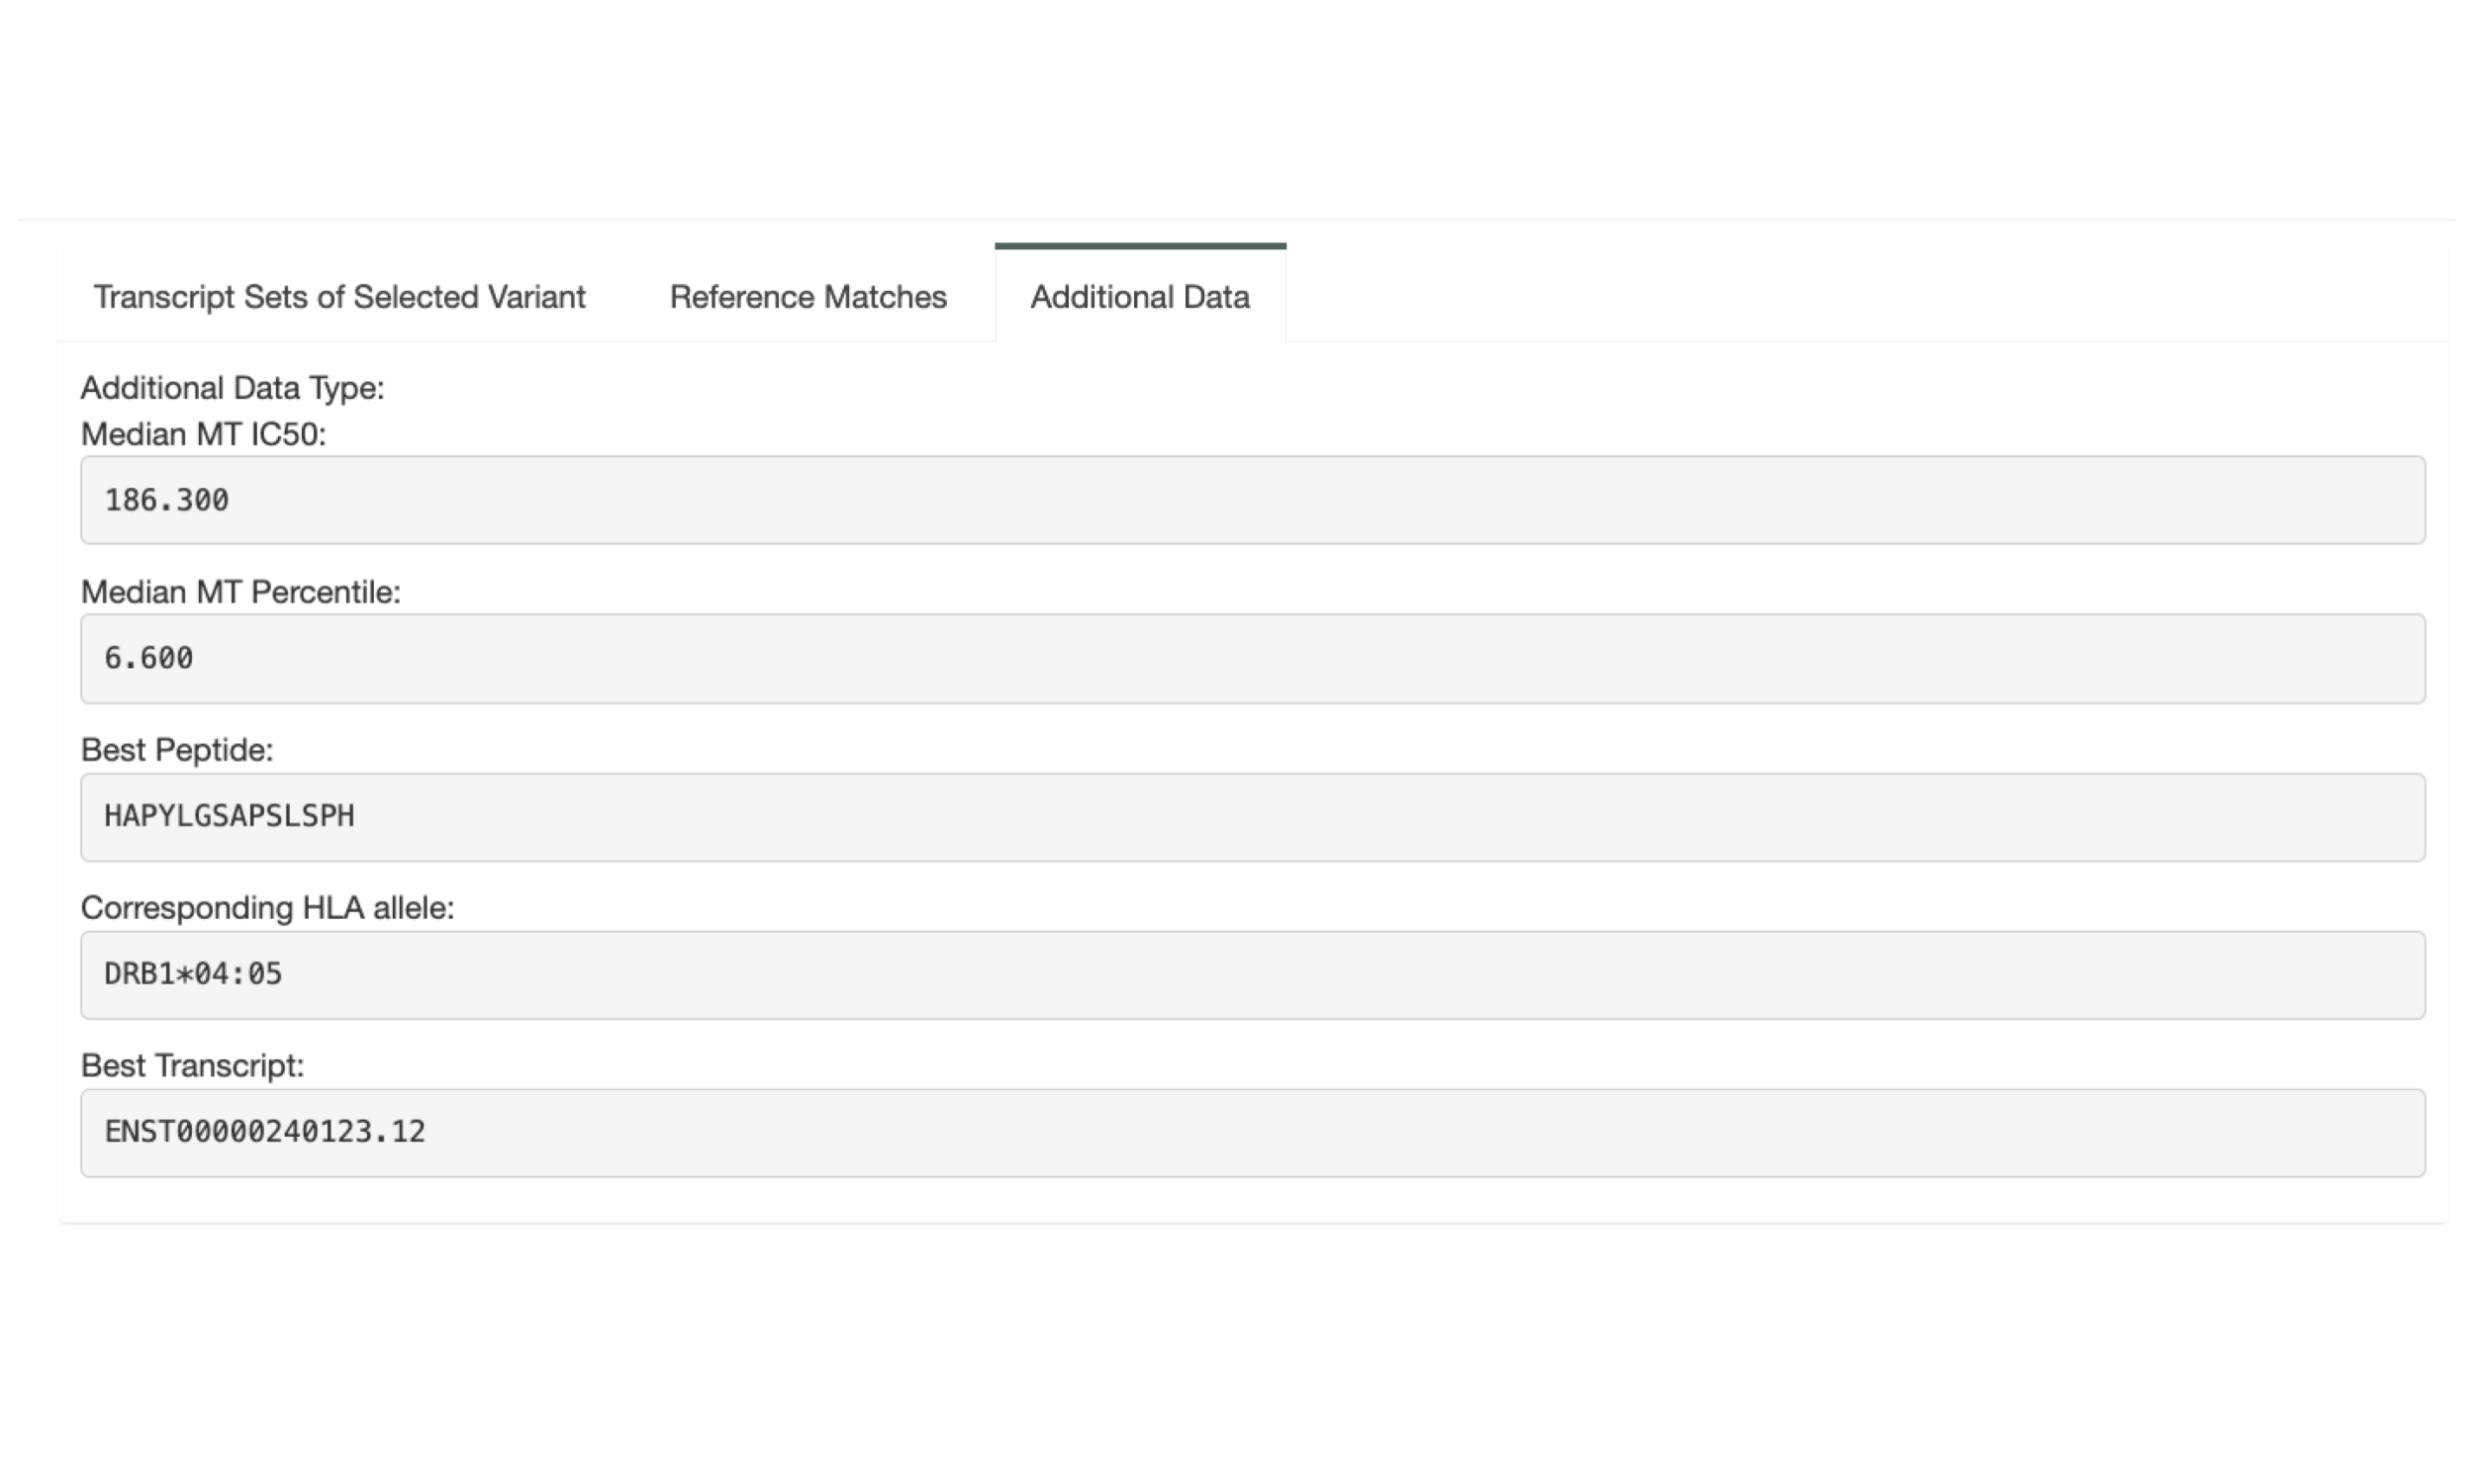 Transcript Sets of Selected Variant Reference Matches Additional Data
Additional Data Type:
Median MT IC50:
186.300
Median MT Percentile:
6.600
Best Peptide:
HAPYLGSAPSLSPH
Corresponding HLA allele:
DRB1*04:05
Best Transcript:
ENST00000240123.12